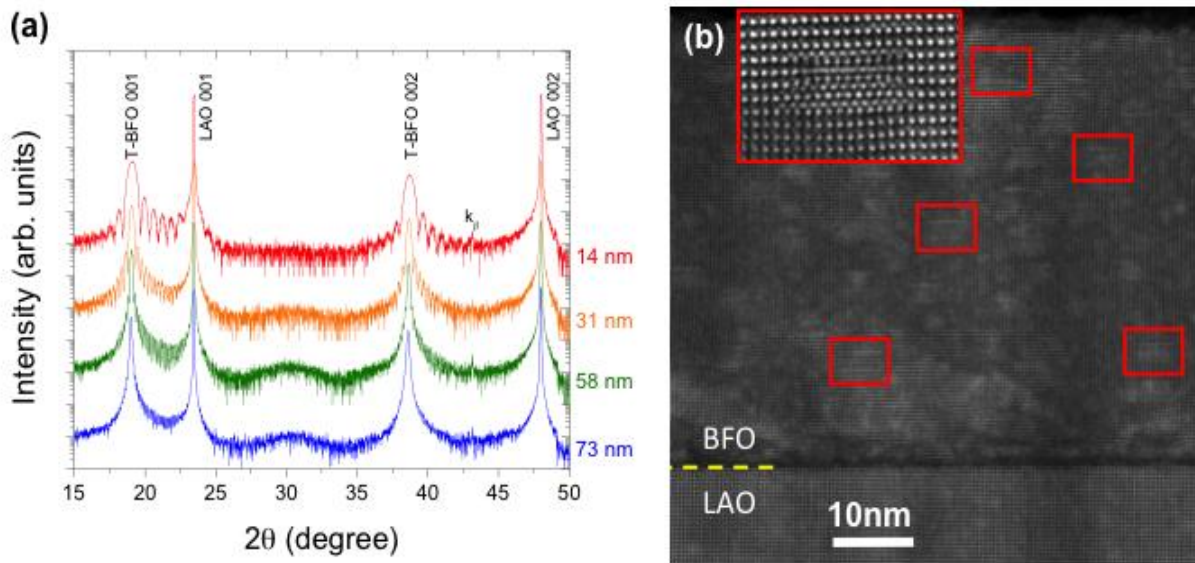 (a)
T-BFO 001
LAO 001
T-BFO 002
LAO 002
kβ
14 nm
31 nm
58 nm
73 nm
Intensity (arb. units)
15 20 25 30 35 40 45 50
2θ (degree)
(b)
BFO
LAO
10nm